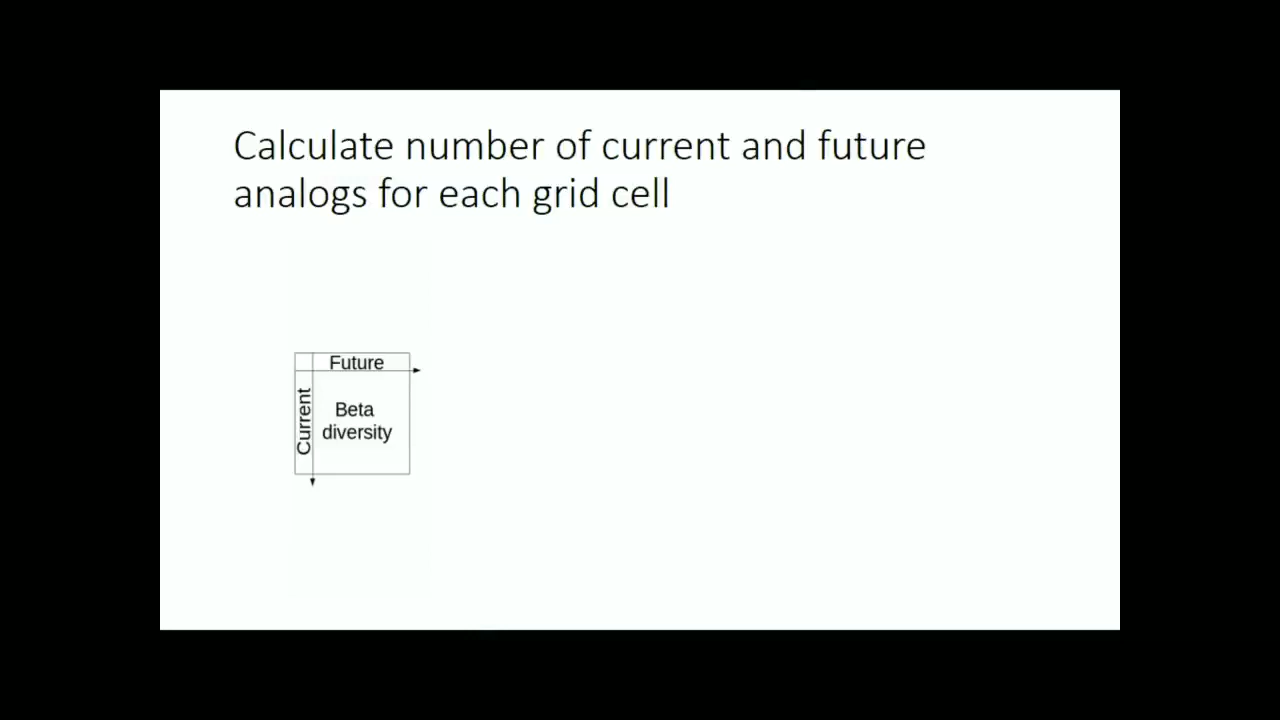 Calculate number of current and future
analogs for each grid cell
Future
Current
Beta
diversity